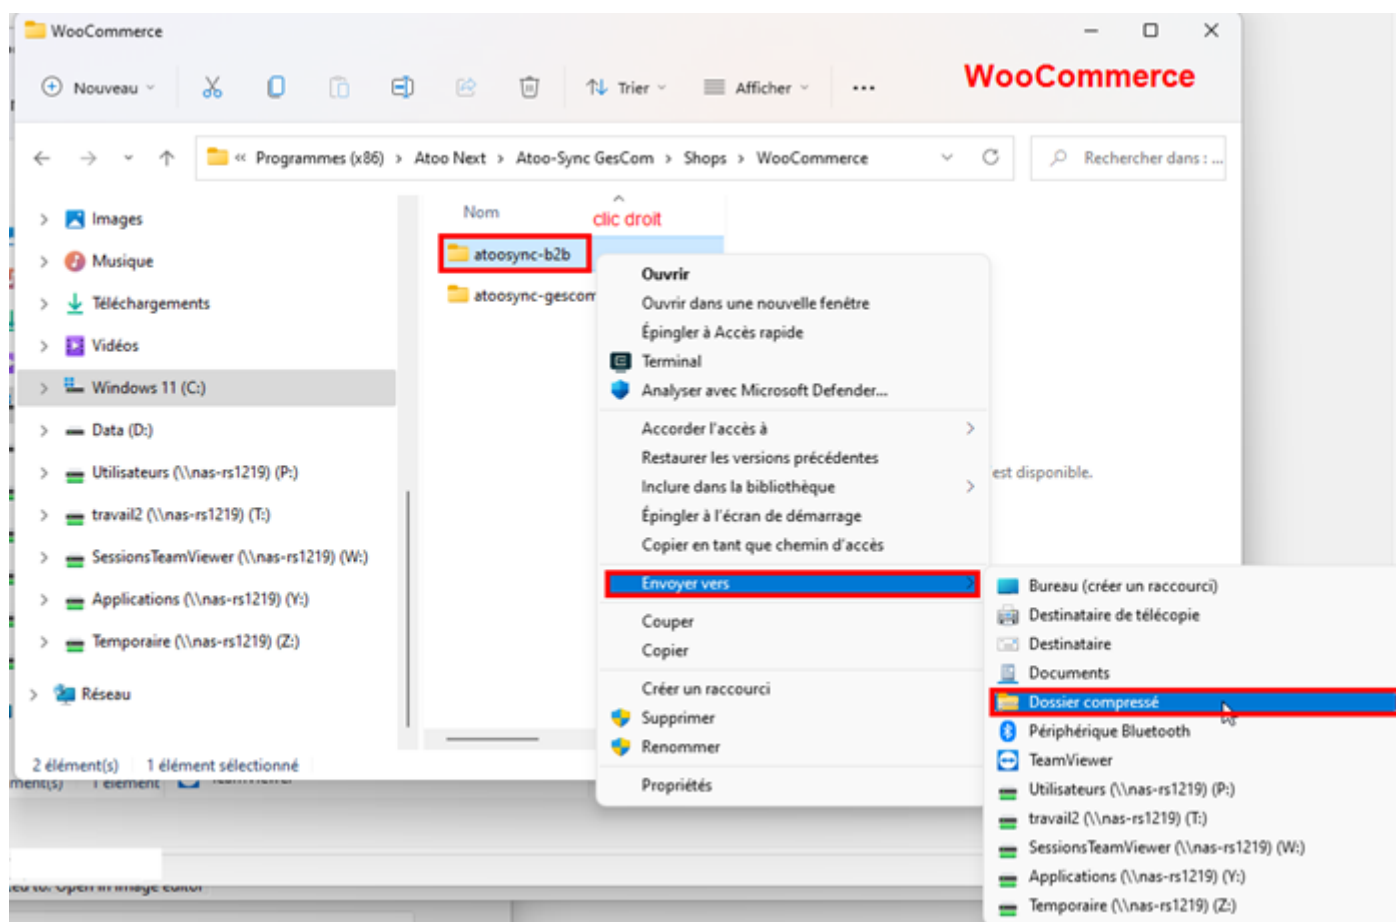 WooCommerce
Nouveau
Trier
Afficher
WooCommerce
« Programmes (x86) > Atoo Next > Atoo-Sync GesCom > Shops > WooCommerce
Rechercher dans : ...
Images
Musique
Téléchargements
Vidéos
Windows 11 (C:)
Data (D:)
Utilisateurs (\\nas-rs1219) (P:)
travail2 (\\nas-rs1219) (T:)
SessionsTeamViewer (\\nas-rs1219) (W:)
Applications (\\nas-rs1219) (Y:)
Temporaire (\\nas-rs1219) (Z:)
Réseau
2 élément(s) 1 élément sélectionné
Nom
clic droit
atoosync-b2b
atoosync-gescom
Ouvrir
Ouvrir dans une nouvelle fenêtre
Épingler à Accès rapide
Terminal
Analyser avec Microsoft Defender...
Accorder l'accès à
Restaurer les versions précédentes
Inclure dans la bibliothèque
Épingler à l'écran de démarrage
Copier en tant que chemin d'accès
Envoyer vers
Couper
Copier
Créer un raccourci
Supprimer
Renommer
Propriétés
est disponible.
Bureau (créer un raccourci)
Destinataire de télécopie
Destinataire
Documents
Dossier compressé
Périphérique Bluetooth
TeamViewer
Utilisateurs (\\nas-rs1219) (P:)
travail2 (\\nas-rs1219) (T:)
SessionsTeamViewer (\\nas-rs1219) (W:)
Applications (\\nas-rs1219) (Y:)
Temporaire (\\nas-rs1219) (Z:)
to: Open in image editor